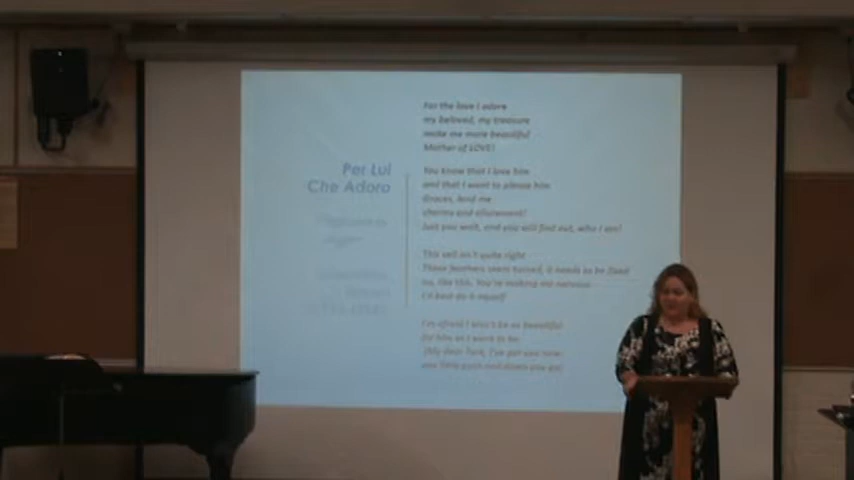 Per Lui
Che Adoro
For the love I adore
my beloved, my treasure
make me more beautiful
Mother of LOVE!
You know that I love him
and that I want to please him
Graces, lend me
charms and allurement!
Just you wait, and you will find out, who I am!
This veil isn't quite right
These feathers seem turned, it needs to be fixed
no, like this. You're making me nervous
I'd best do it myself
I'm afraid I won't be as beautiful
for him as I want to be.